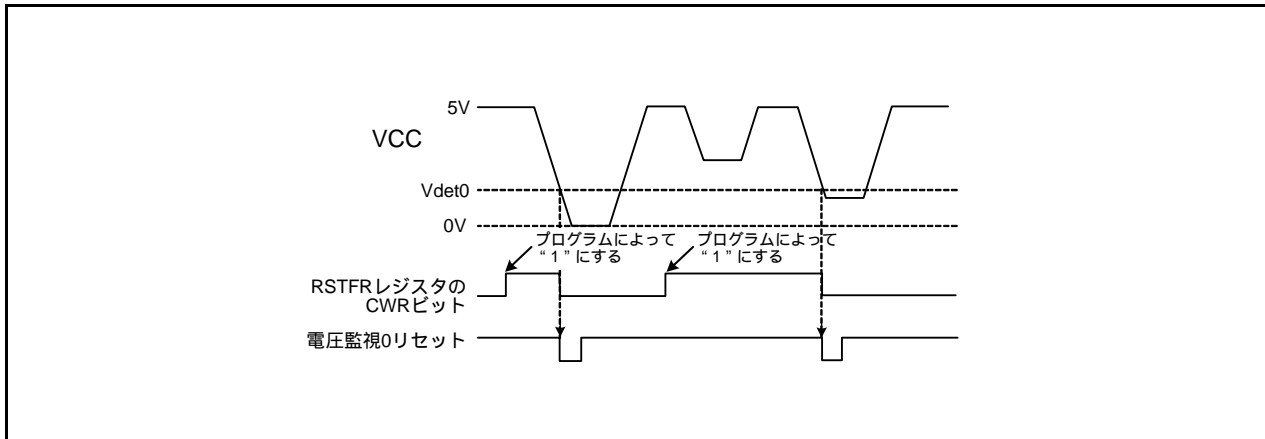 5V
VCC
Vdet0
0V
プログラムによって
“1”にする
プログラムによって
“1”にする
RSTFRレジスタの
CWRビット
電圧監視0リセット